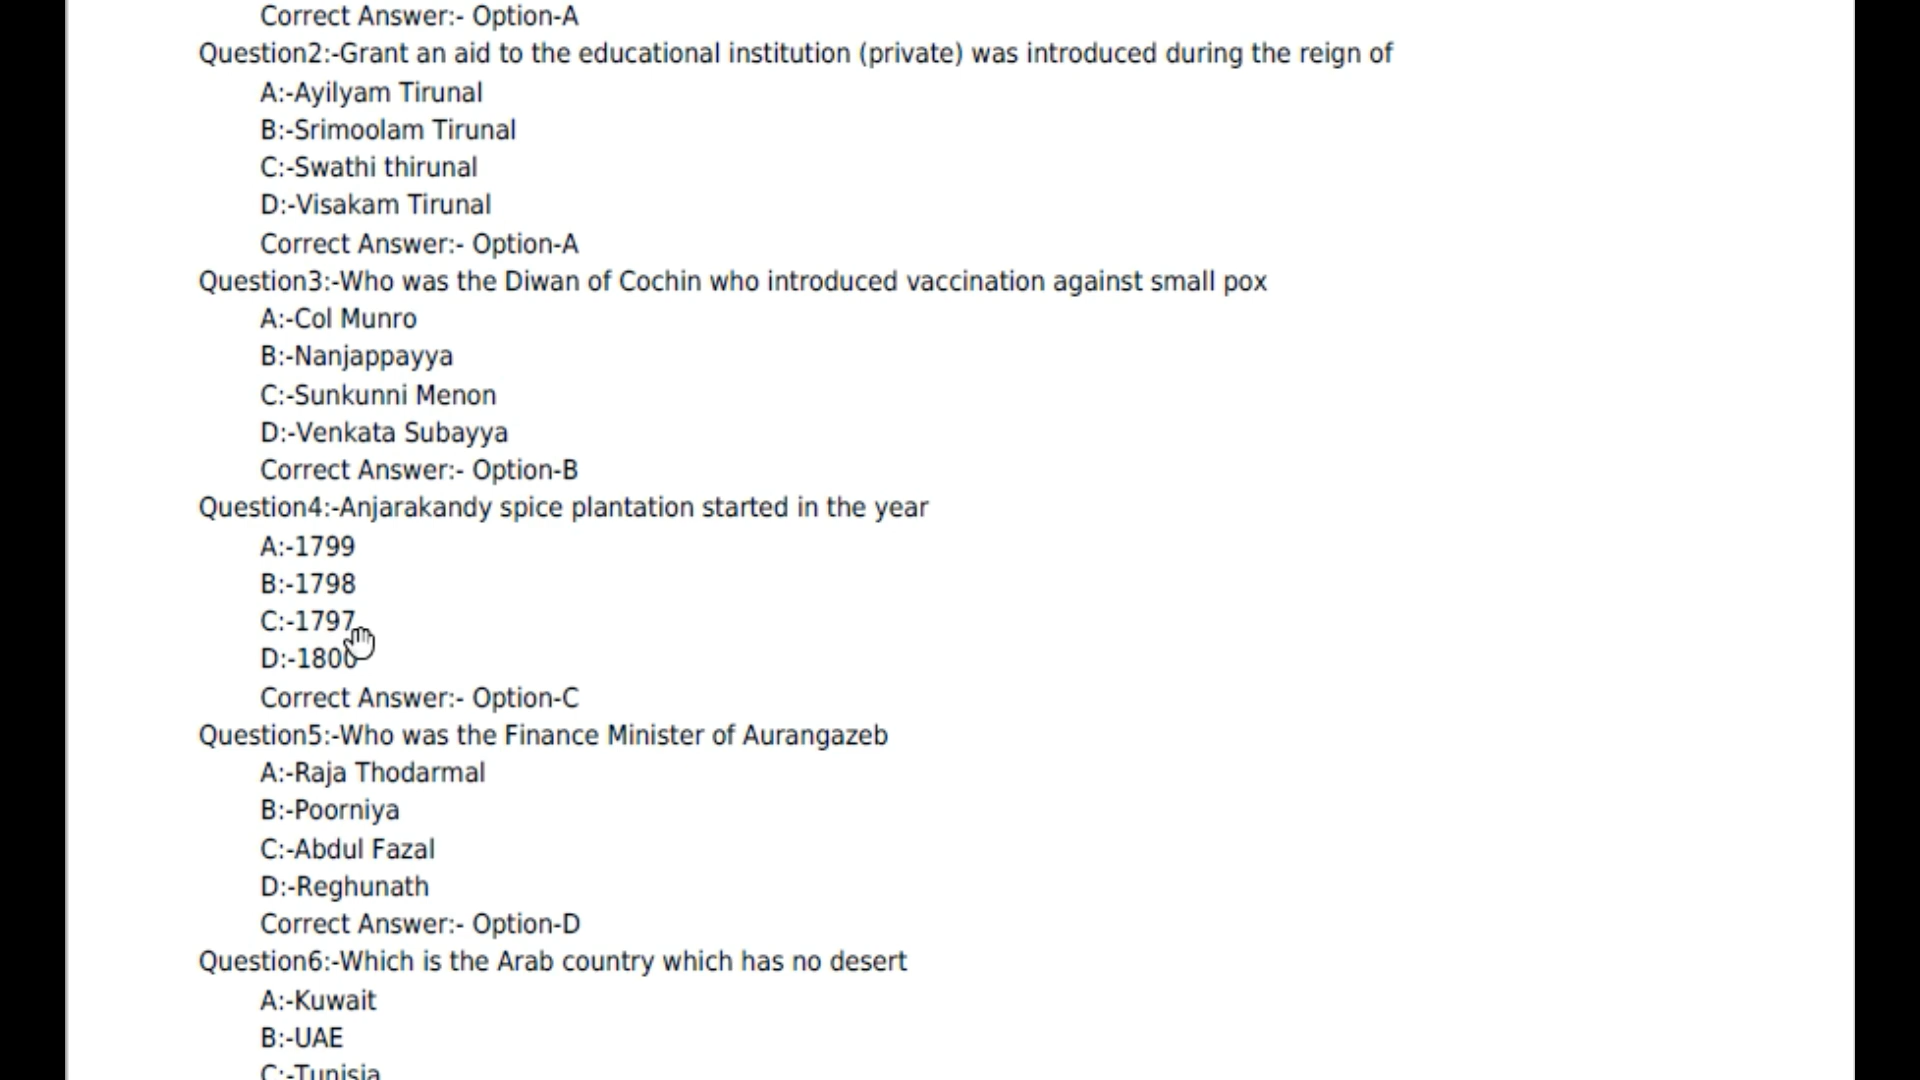 Correct Answer:- Option-A
Question2:-Grant an aid to the educational institution (private) was introduced during the reign of
A:-Ayilyam Tirunal
B:-Srimoolam Tirunal
C:-Swathi thirunal
D:-Visakam Tirunal
Correct Answer:- Option-A
Question3:-Who was the Diwan of Cochin who introduced vaccination against small pox
A:-Col Munro
B:-Nanjappayya
C:-Sunkunni Menon
D:-Venkata Subayya
Correct Answer:- Option-B
Question4:-Anjarakandy spice plantation started in the year
A:-1799
B:-1798
C:-1797
D:-1800
Correct Answer:- Option-C
Question5:-Who was the Finance Minister of Aurangazeb
A:-Raja Thodarmal
B:-Poorniya
C:-Abdul Fazal
D:-Reghunath
Correct Answer:- Option-D
Question6:-Which is the Arab country which has no desert
A:-Kuwait
B:-UAE
C:-Tunisia